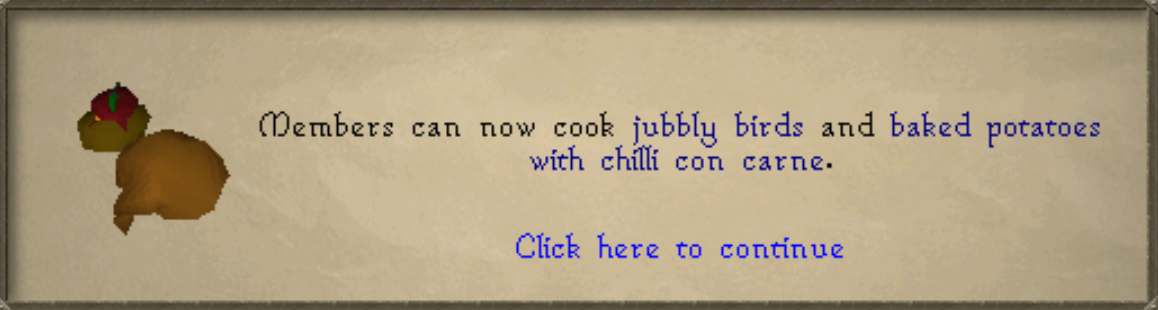 Members can now cook jubbly birds and baked potatoes
with chilli con carne.
Click here to continue